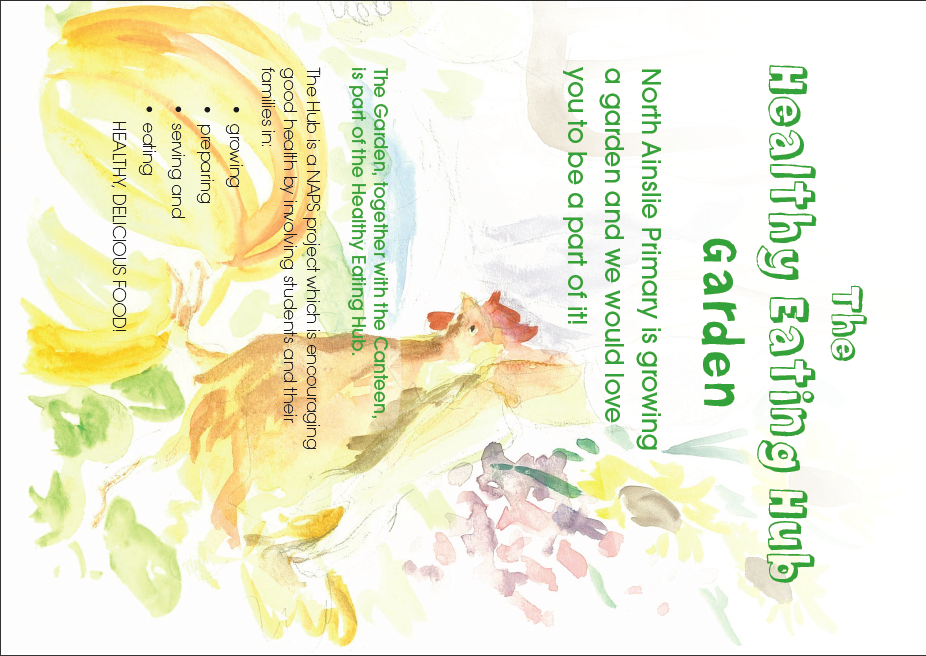 The
Healthy Eating Hub
Garden
North Ainslie Primary is growing
a garden and we would love
you to be a part of it!
The Garden, together with the Canteen,
is part of the Healthy Eating Hub.
The Hub is a NAPS project which is encouraging
good health by involving students and their
families in:
• growing
• preparing
• serving and
• eating
HEALTHY, DELICIOUS FOOD!